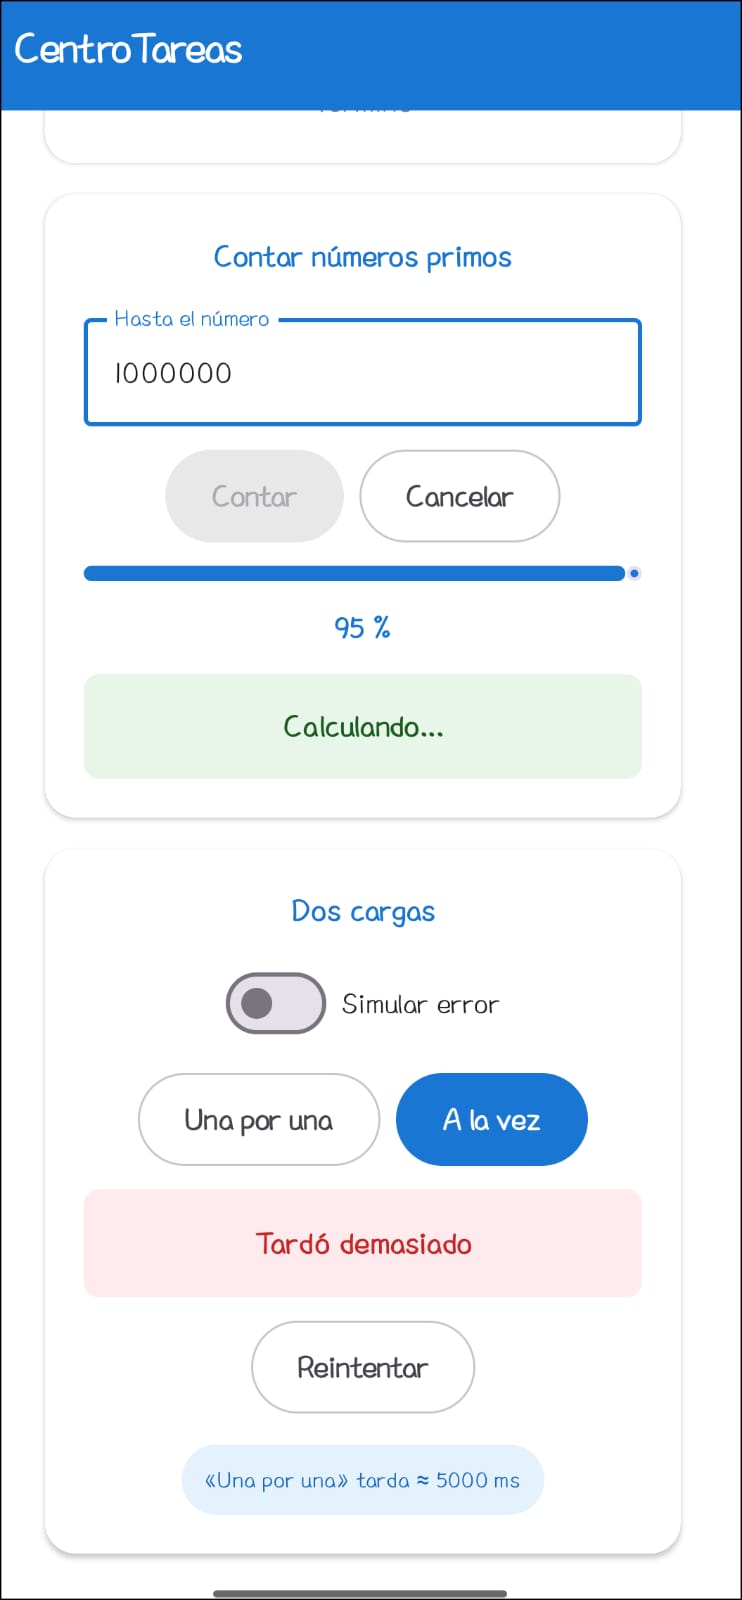 CentroTareas
Contar números primos
Hasta el número
1000000
Contar
Cancelar
95 %
Calculando...
Dos cargas
Simular error
Una por una
A la vez
Tardó demasiado
Reintentar
«Una por una» tarda ≈ 5000 ms